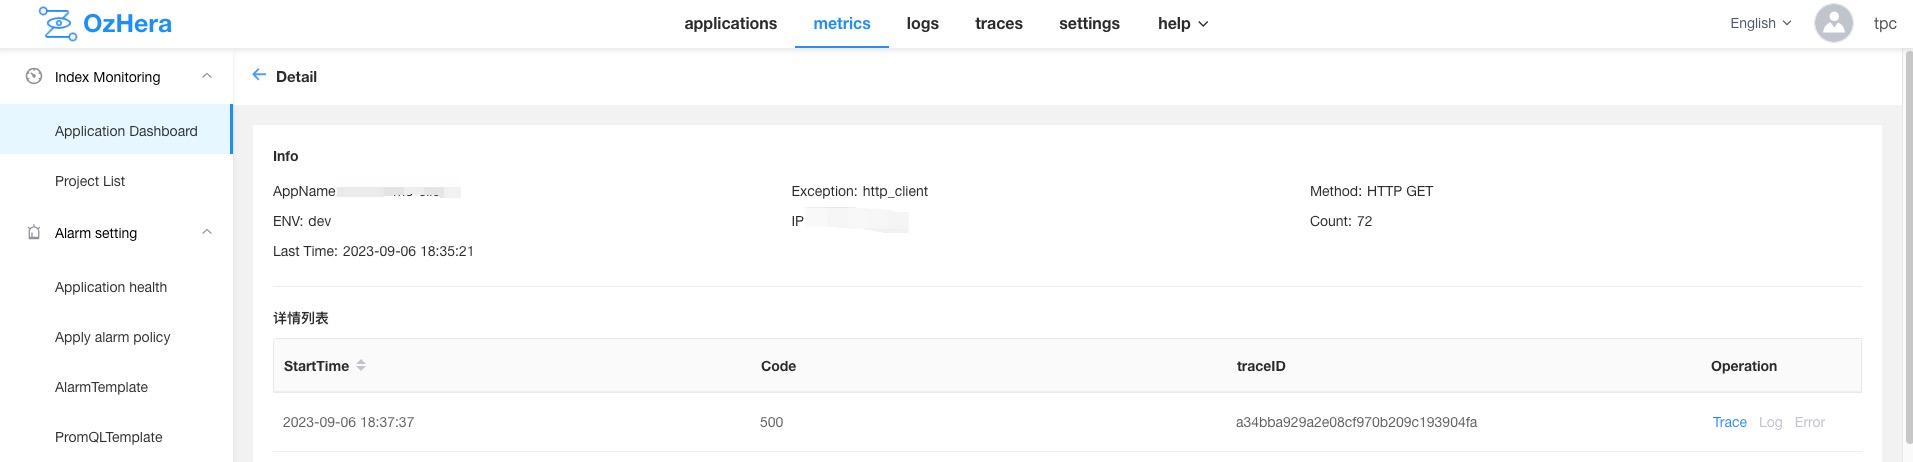 OzHera
applications metrics logs traces settings help
English tpc
Index Monitoring
Detail
Application Dashboard
Project List
Alarm setting
Application health
Apply alarm policy
AlarmTemplate
PromQLTemplate
Info
AppName
Exception: http_client
Method: HTTP GET
ENV: dev
IP
Count: 72
Last Time: 2023-09-06 18:35:21
详情列表
StartTime Code traceID Operation
2023-09-06 18:37:37 500 a34bba929a2e08cf970b209c193904fa Trace Log Error